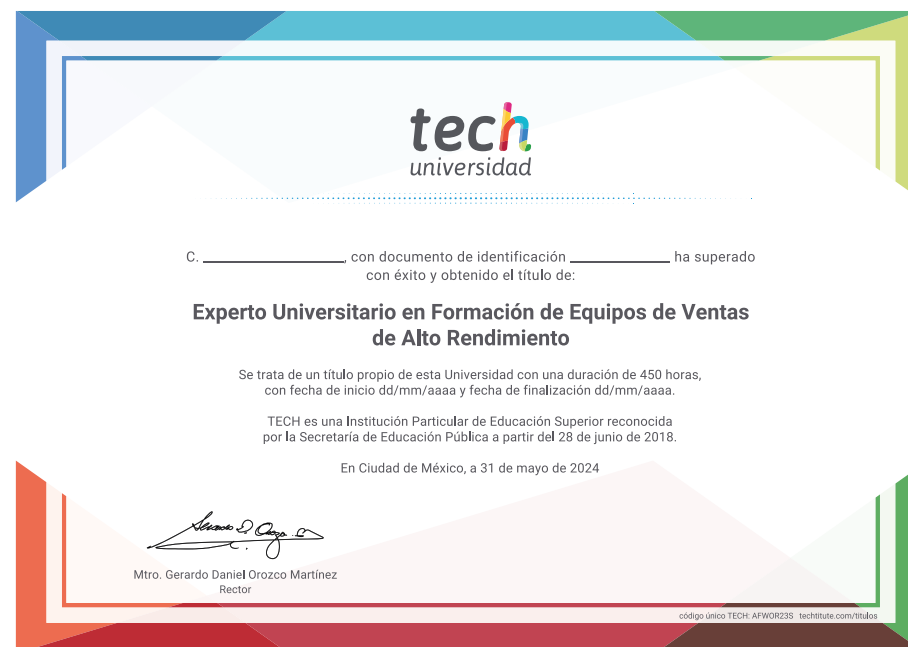 tech
universidad
C. ____________________, con documento de identificación ______________ ha superado
con éxito y obtenido el título de:
Experto Universitario en Formación de Equipos de Ventas
de Alto Rendimiento
Se trata de un título propio de esta Universidad con una duración de 450 horas,
con fecha de inicio dd/mm/aaaa y fecha de finalización dd/mm/aaaa.
TECH es una Institución Particular de Educación Superior reconocida
por la Secretaría de Educación Pública a partir del 28 de junio de 2018.
En Ciudad de México, a 31 de mayo de 2024
Mtro. Gerardo Daniel Orozco Martínez
Rector
código único TECH: AFWOR23S techtitute.com/titulos